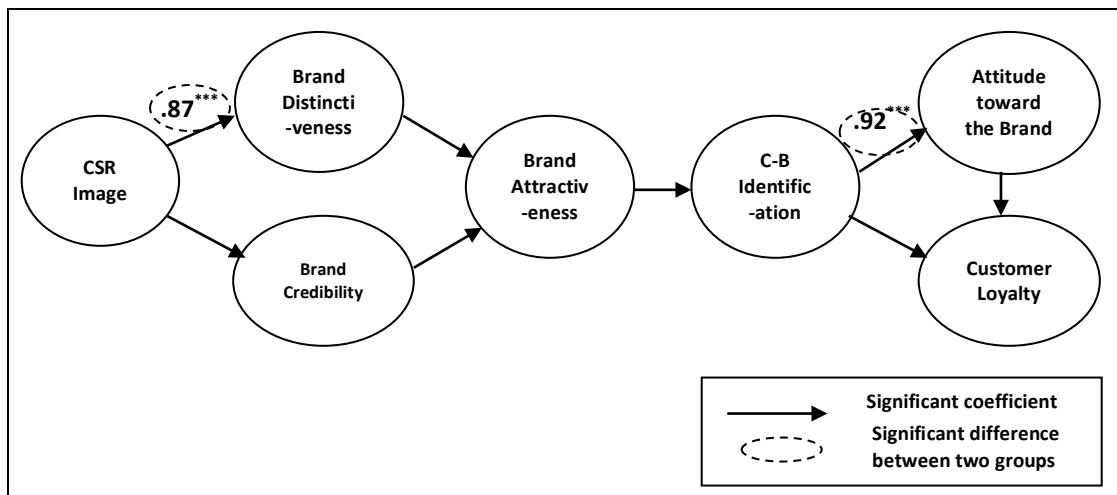 CSR
Image
.87***
Brand
Distincti
-veness
Brand
Credibility
Brand
Attractiv
-eness
C-B
Identific
-ation
.92***
Attitude
toward
the Brand
Customer
Loyalty
Significant coefficient
Significant difference
between two groups